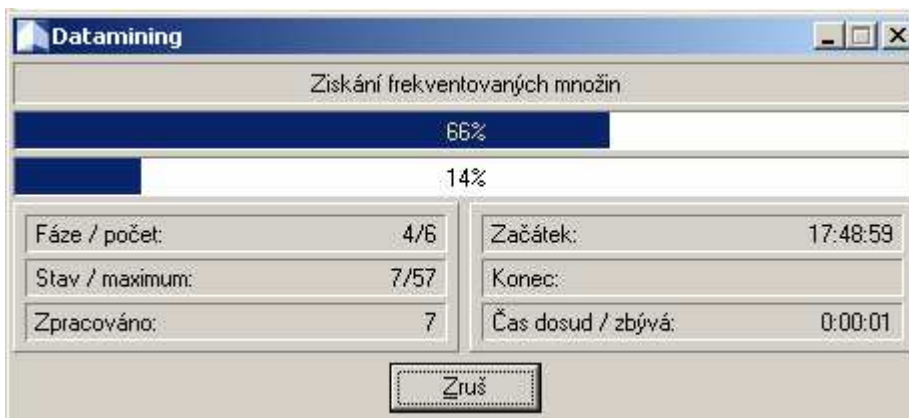 Datamining
Ziskání frekventovaných množin
66%
14%
Fáze / počet: 4/6
Stav / maximum: 7/57
Zpracováno: 7
Začátek: 17:48:59
Konec:
Čas dosud / zbývá: 0:00:01
Zruš